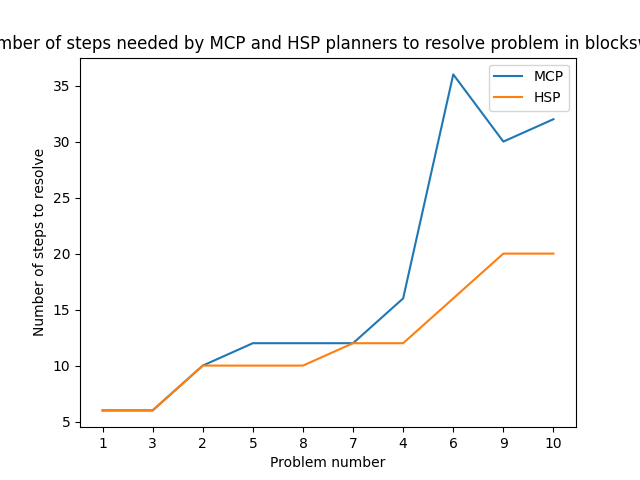 of steps needed by MCP and HSP planners to resolve problem in
MCP
HSP
35
30
25
20
15
10
5
Number of steps to resolve
1 3 2 5 8 7 4 6 9 10
Problem number